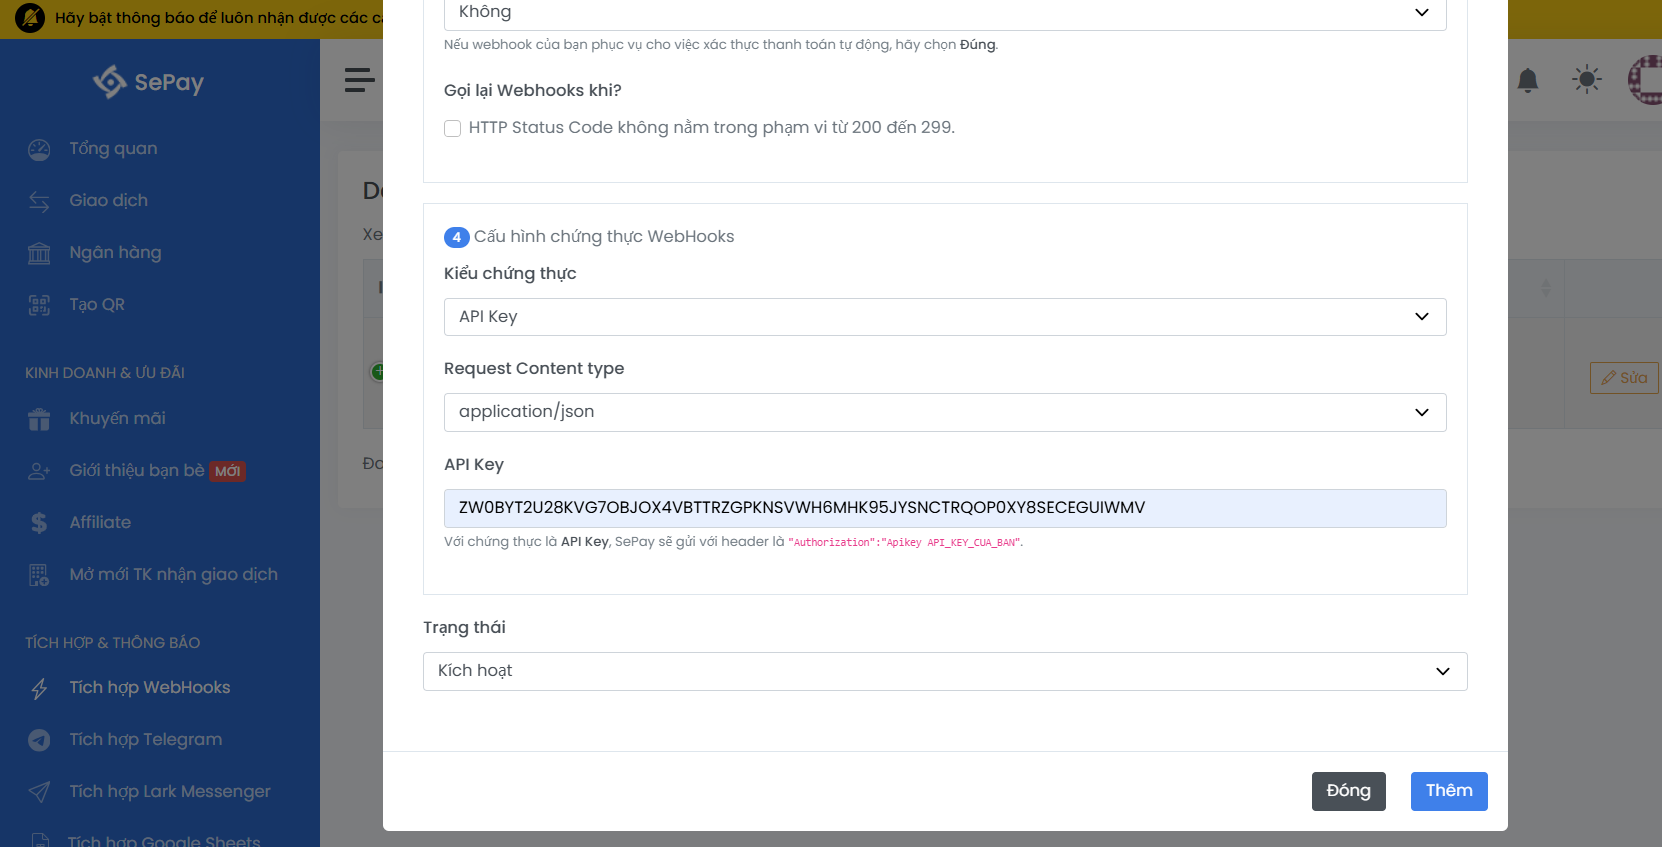 Hãy bật thông báo để luôn nhận được các
SePay
Tổng quan
Giao dịch
Ngân hàng
Tạo QR
KINH DOANH & ƯU ĐÃI
Khuyến mãi
Giới thiệu bạn bè MỚI
Affiliate
Mở mới TK nhận giao dịch
TÍCH HỢP & THÔNG BÁO
Tích hợp WebHooks
Tích hợp Telegram
Tích hợp Lark Messenger
Tích hợp Google Sheets
Không
Nếu webhook của bạn phục vụ cho việc xác thực thanh toán tự động, hãy chọn Đúng.
Gọi lại Webhooks khi?
HTTP Status Code không nằm trong phạm vi từ 200 đến 299.
4 Cấu hình chứng thực WebHooks
Kiểu chứng thực
API Key
Request Content type
application/json
API Key
ZW0BYT2U28KVG7OBJOX4VBTTRZGPKNSVWH6MHK95JYSNCTRQOP0XY8SECEGUIWMV
Với chứng thực là API Key, SePay sẽ gửi với header là "Authorization":"Apikey API_KEY_CUA_BAN".
Trạng thái
Kích hoạt
Đóng
Thêm
Sửa